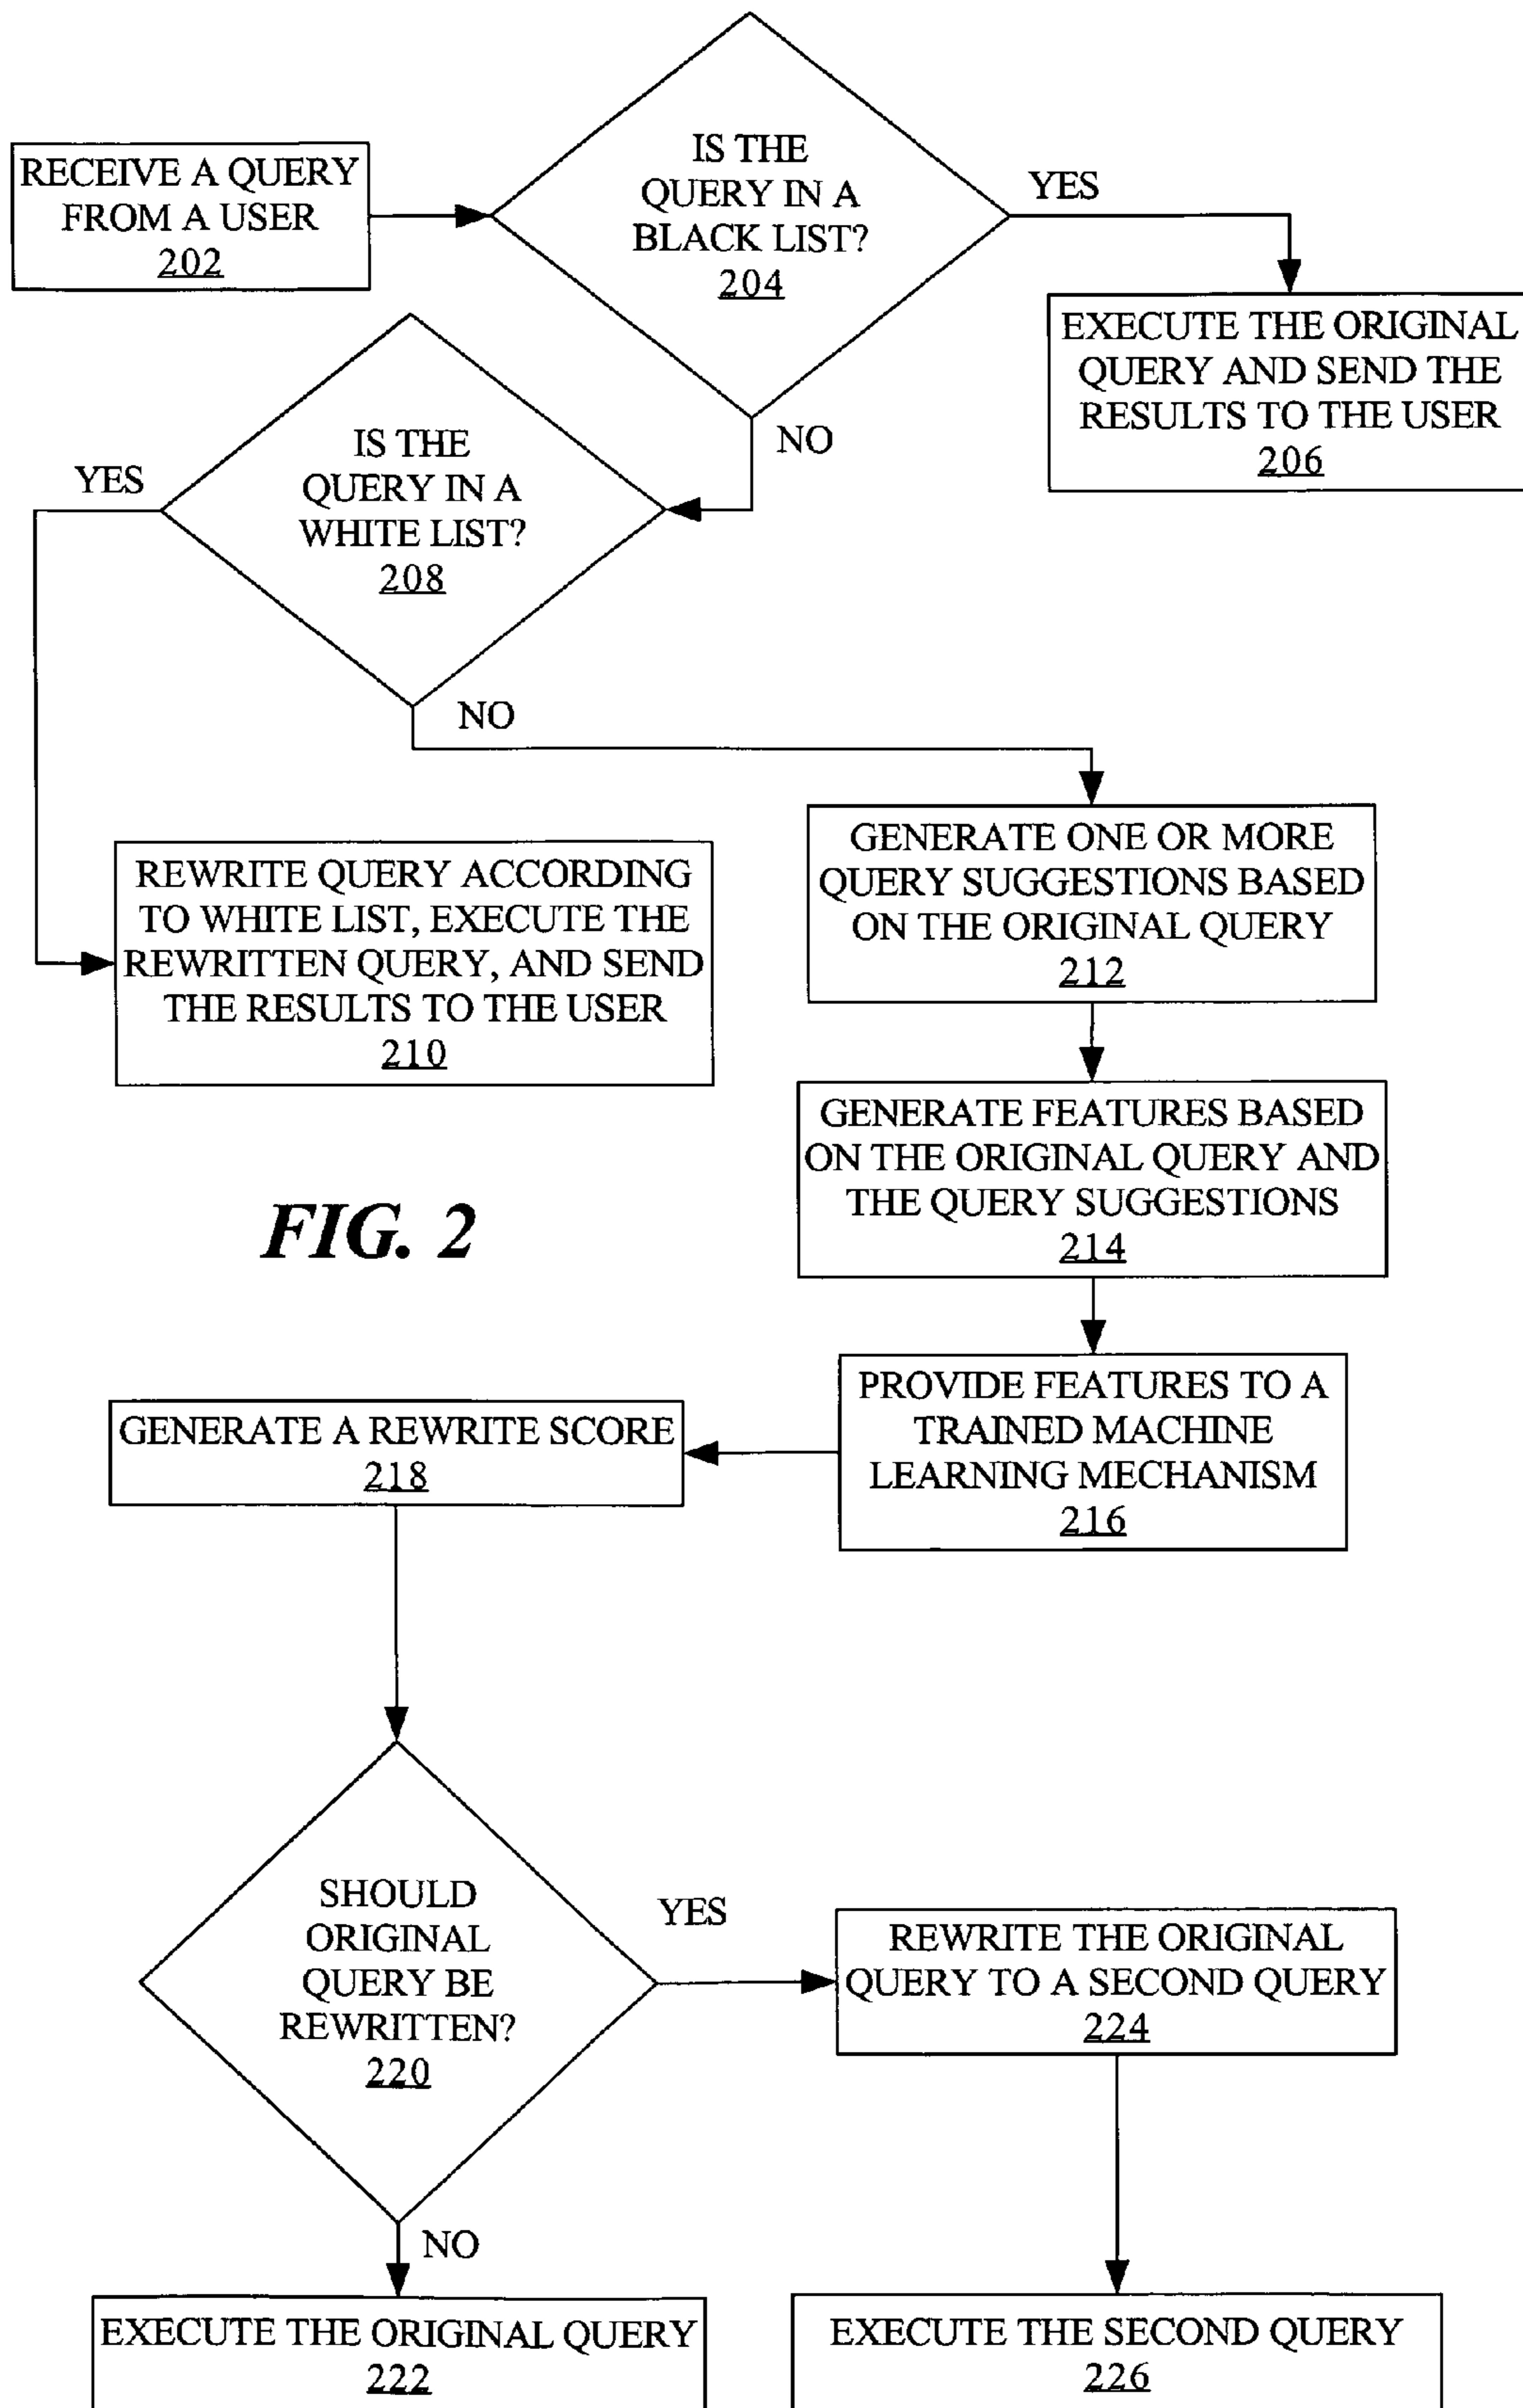 RECEIVE A QUERY
FROM A USER
202
IS THE
QUERY IN A
BLACK LIST?
204
YES
EXECUTE THE ORIGINAL
QUERY AND SEND THE
RESULTS TO THE USER
206
NO
IS THE
QUERY IN A
WHITE LIST?
208
YES
NO
REWRITE QUERY ACCORDING
TO WHITE LIST, EXECUTE THE
REWRITTEN QUERY, AND SEND
THE RESULTS TO THE USER
210
GENERATE ONE OR MORE
QUERY SUGGESTIONS BASED
ON THE ORIGINAL QUERY
212
GENERATE FEATURES BASED
ON THE ORIGINAL QUERY AND
THE QUERY SUGGESTIONS
214
FIG. 2
PROVIDE FEATURES TO A
TRAINED MACHINE
LEARNING MECHANISM
216
GENERATE A REWRITE SCORE
218
SHOULD
ORIGINAL
QUERY BE
REWRITTEN?
220
YES
REWRITE THE ORIGINAL
QUERY TO A SECOND QUERY
224
NO
EXECUTE THE ORIGINAL QUERY
222
EXECUTE THE SECOND QUERY
226